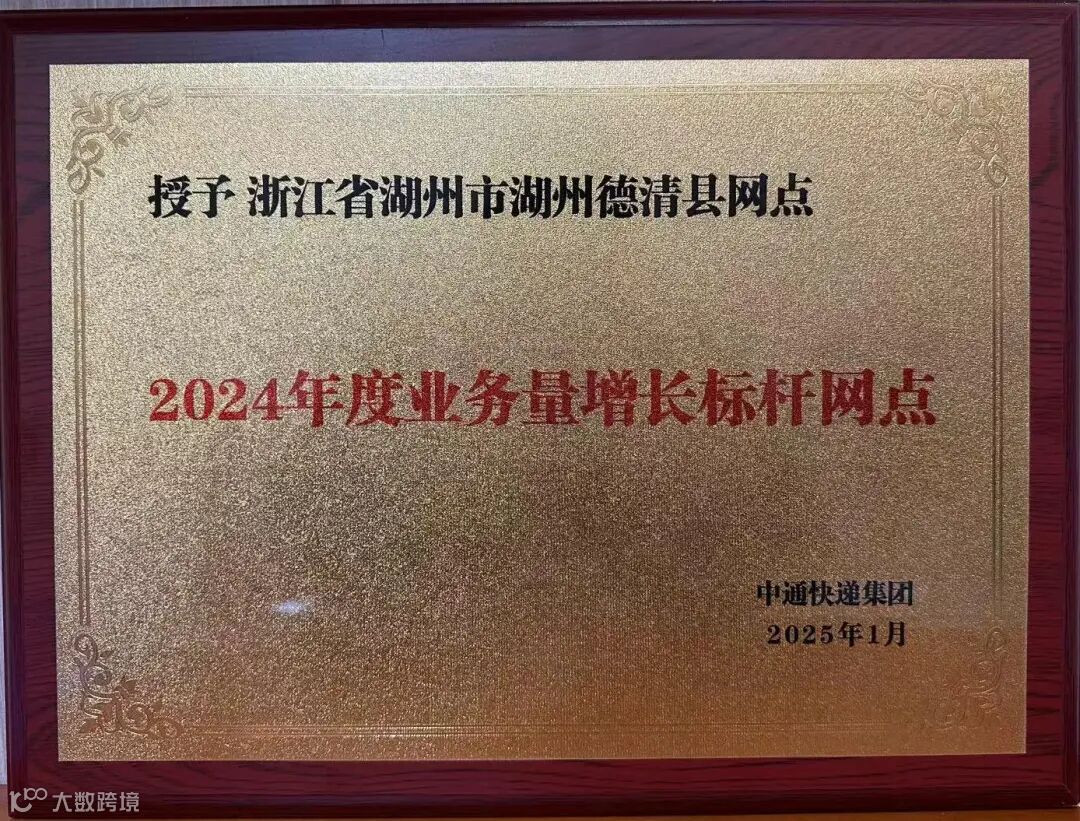 授予 浙江省湖州市湖州德清县网点
2024年度业务量增长标杆网点
中通快递集团
2025年1月
大数跨境